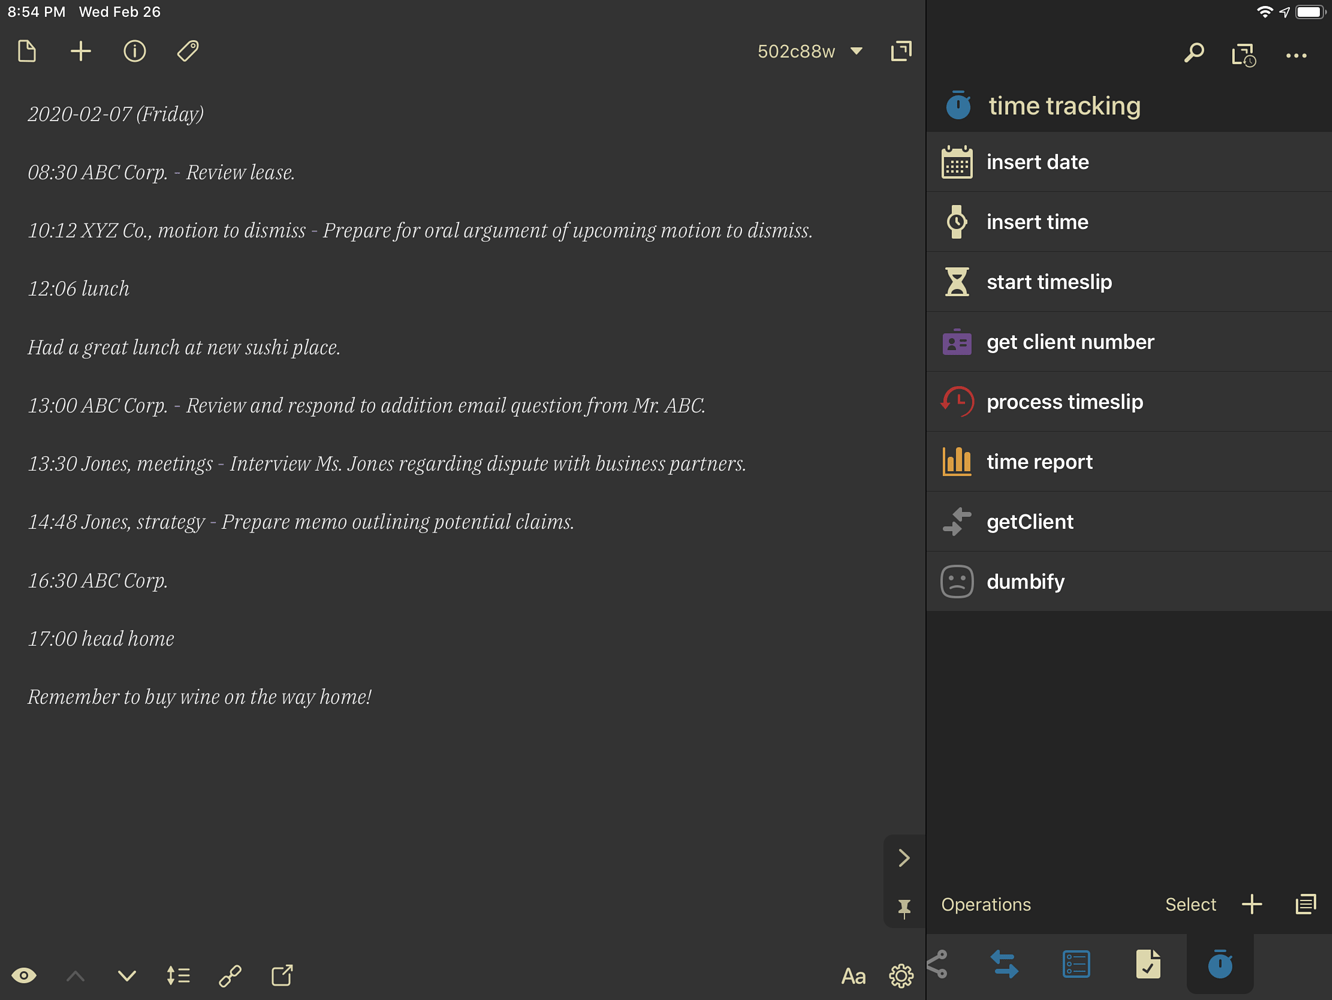 8:54 PM Wed Feb 26
502c88w
2020-02-07 (Friday)
08:30 ABC Corp. - Review lease.
10:12 XYZ Co., motion to dismiss - Prepare for oral argument of upcoming motion to dismiss.
12:06 lunch
Had a great lunch at new sushi place.
13:00 ABC Corp. - Review and respond to addition email question from Mr. ABC.
13:30 Jones, meetings - Interview Ms. Jones regarding dispute with business partners.
14:48 Jones, strategy - Prepare memo outlining potential claims.
16:30 ABC Corp.
17:00 head home
Remember to buy wine on the way home!
Aa
time tracking
insert date
insert time
start timeslip
get client number
process timeslip
time report
getClient
dumbify
Operations
Select